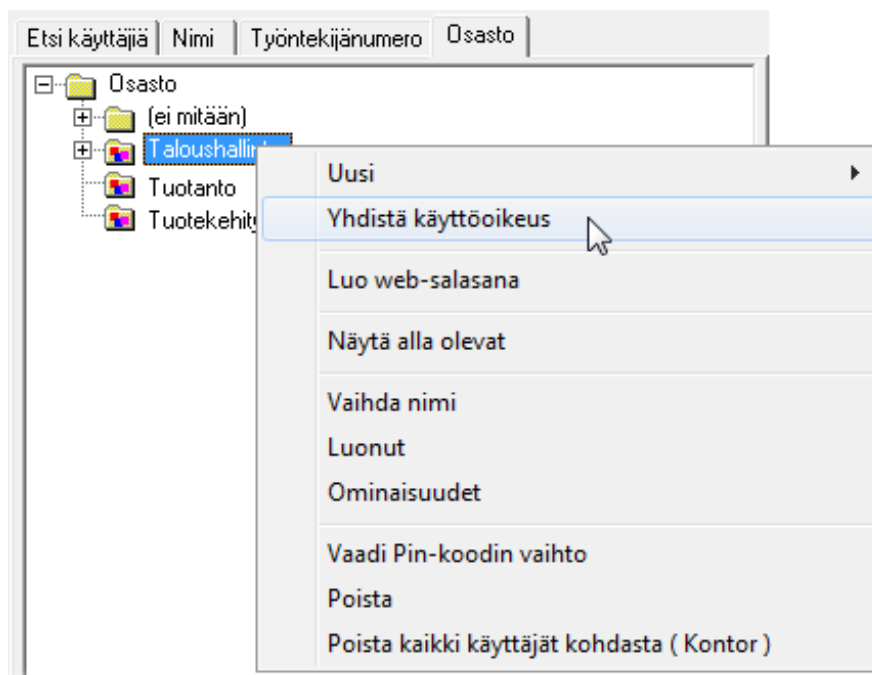 Etsi käyttäjiä Nimi Työntekijänumero Osasto
Osasto
(ei mitään)
Tuotanto
Uusi
Yhdistä käyttöoikeus
Luo web-salasana
Näytä alla olevat
Vaihda nimi
Luonut
Ominaisuudet
Vaadi Pin-koodin vaihto
Poista
Poista kaikki käyttäjät kohdasta ( Kontor )